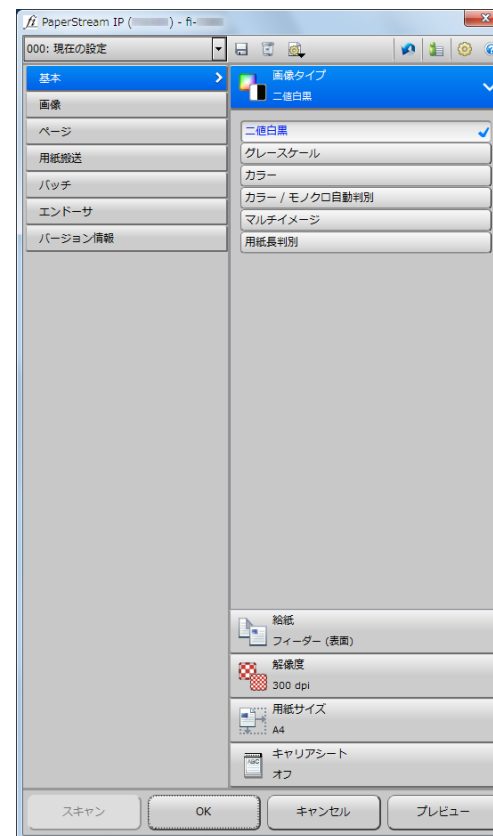 PaperStream IP (      ) - fi-
000: 現在の設定
基本
画像
ページ
用紙搬送
バッチ
エンドーサ
バージョン情報
画像タイプ
二値白黒
二値白黒
グレースケール
カラー
カラー / モノクロ自動判別
マルチイメージ
用紙長判別
給紙
フィーダー (表面)
解像度
300 dpi
用紙サイズ
A4
キャリアシート
オフ
スキャン
OK
キャンセル
プレビュー